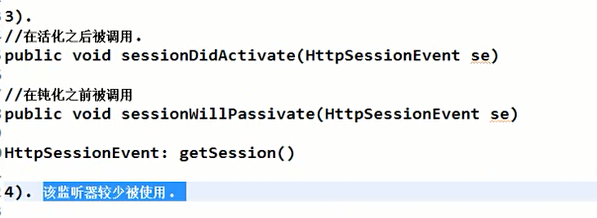 3).
//在活化之后被调用.
public void sessionDidActivate(HttpSessionEvent se)
//在钝化之前被调用
public void sessionWillPassivate(HttpSessionEvent se)
HttpSessionEvent: getSession()
4). 该监听器较少被使用.